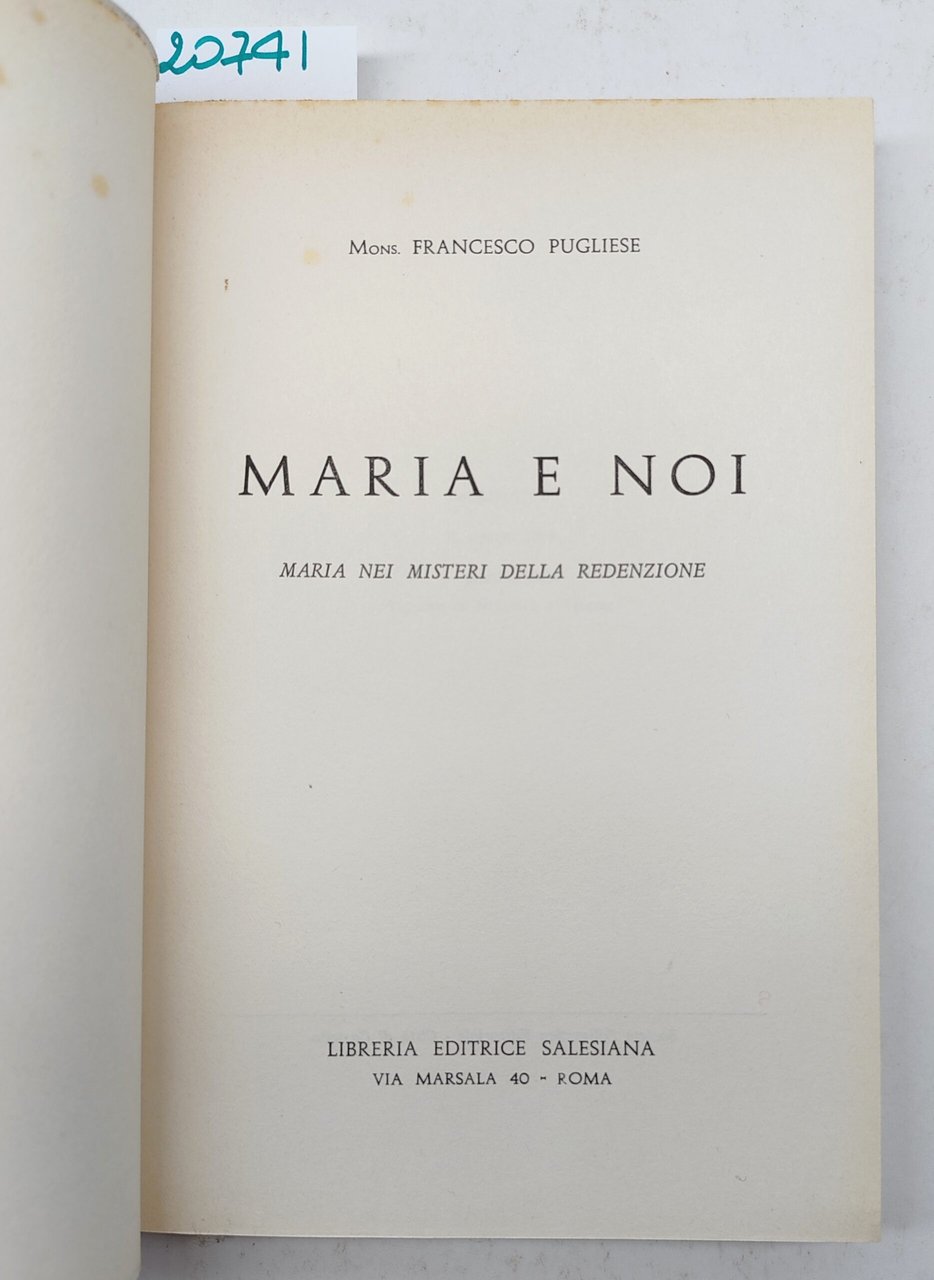 20741
Mons. FRANCESCO PUGLIESE
MARIA E NOI
MARIA NEI MISTERI DELLA REDENZIONE
LIBRERIA EDITRICE SALESIANA
VIA MARSALA 40 - ROMA